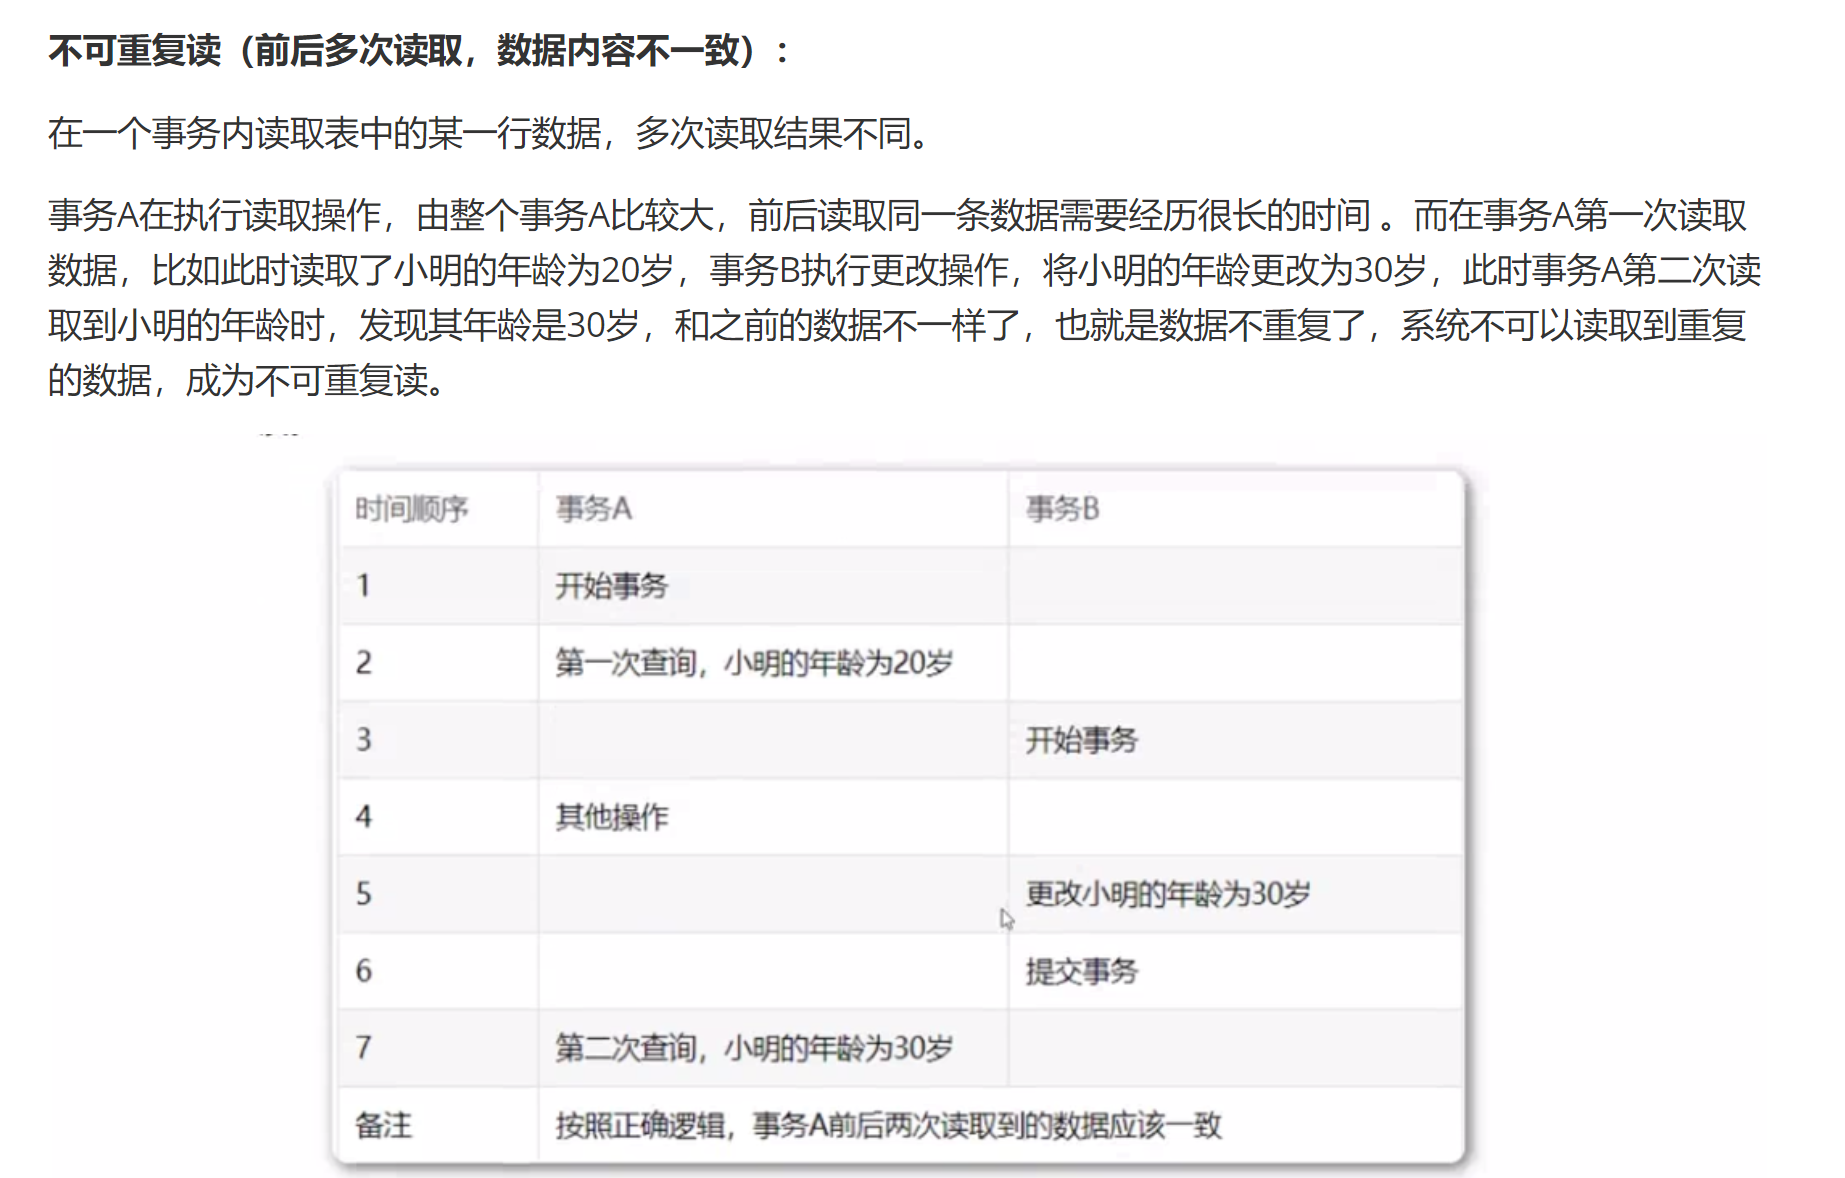 不可重复读（前后多次读取，数据内容不一致）：
在一个事务内读取表中的某一行数据，多次读取结果不同。
事务A在执行读取操作，由整个事务A比较大，前后读取同一条数据需要经历很长的时间 。而在事务A第一次读取
数据，比如此时读取了小明的年龄为20岁，事务B执行更改操作，将小明的年龄更改为30岁，此时事务A第二次读
取到小明的年龄时，发现其年龄是30岁，和之前的数据不一样了，也就是数据不重复了，系统不可以读取到重复
的数据，成为不可重复读。
时间顺序 事务A 事务B
1 开始事务
2 第一次查询，小明的年龄为20岁
3 开始事务
4 其他操作
5 更改小明的年龄为30岁
6 提交事务
7 第二次查询，小明的年龄为30岁
备注 按照正确逻辑，事务A前后两次读取到的数据应该一致